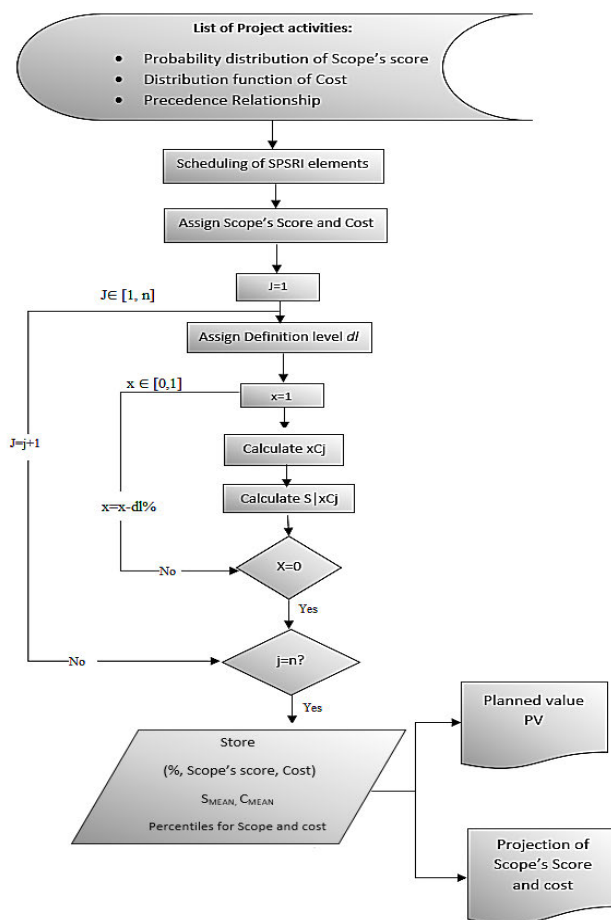 List of Project activities:
• Probability distribution of Scope's score
• Distribution function of Cost
• Precedence Relationship
Scheduling of SPSRI elements
Assign Scope's Score and Cost
J∈ [1, n]
J=1
Assign Definition level dl
x ∈ [0,1]
x=1
J=j+1
Calculate xCj
Calculate S|xCj
x=x-dl%
X=0
No
Yes
j=n?
No
Yes
Store
(%, Scope's score, Cost)
SMEAN, CMEAN
Percentiles for Scope and cost
Planned value
PV
Projection of
Scope's Score
and cost